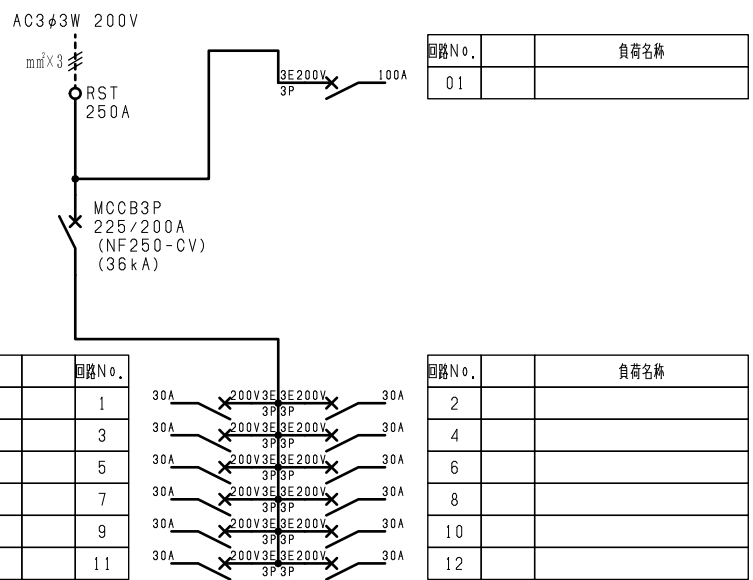 AC3φ3W 200V
mm²×3
RST
250A
3E200V 100A
3P
回路No. 負荷名称
01
MCCB3P
225/200A
(NF250-CV)
(36kA)
回路No.
回路No. 負荷名称
1 30A 200V3E 3E200V 30A 2
3P 3P
3 30A 200V3E 3E200V 30A 4
3P 3P
5 30A 200V3E 3E200V 30A 6
3P 3P
7 30A 200V3E 3E200V 30A 8
3P 3P
9 30A 200V3E 3E200V 30A 10
3P 3P
11 30A 200V3E 3E200V 30A 12
3P 3P